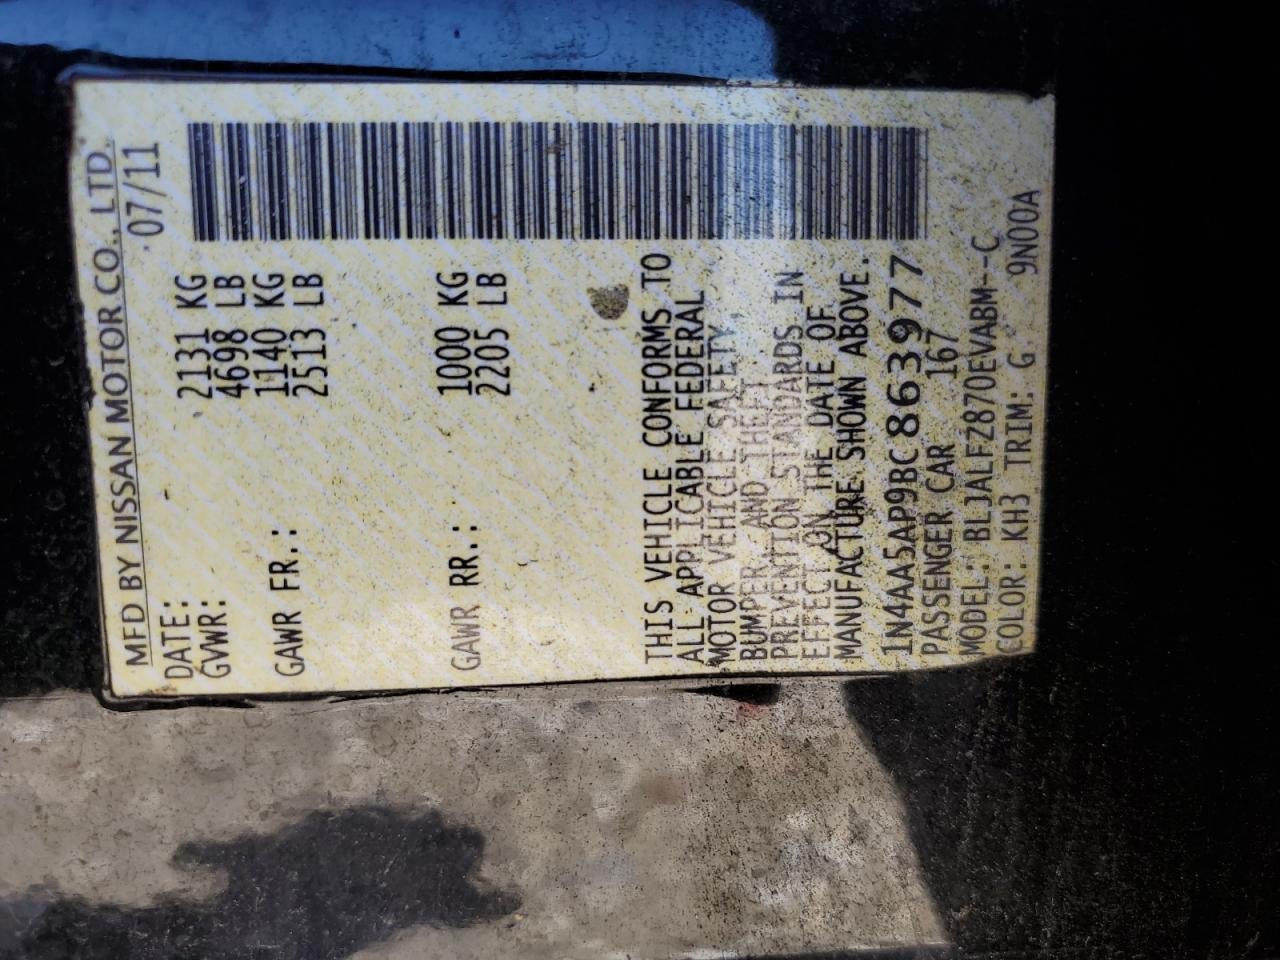 MFD BY NISSAN MOTOR CO., LTD.
DATE: 07/11
GVWR: 2131 KG
4698 LB
GAWR FR.: 1140 KG
2513 LB
GAWR RR.: 1000 KG
2205 LB
THIS VEHICLE CONFORMS TO
ALL APPLICABLE FEDERAL
MOTOR VEHICLE SAFETY
BUMPER AND THEFT
PREVENTION STANDARDS IN
EFFECT ON THE DATE OF
MANUFACTURE SHOWN ABOVE.
1N4AA5AP9BC863977
PASSENGER CAR 167
MODEL: BLJALFZ870EVABM--C
COLOR: KH3 TRIM: G 9N00A